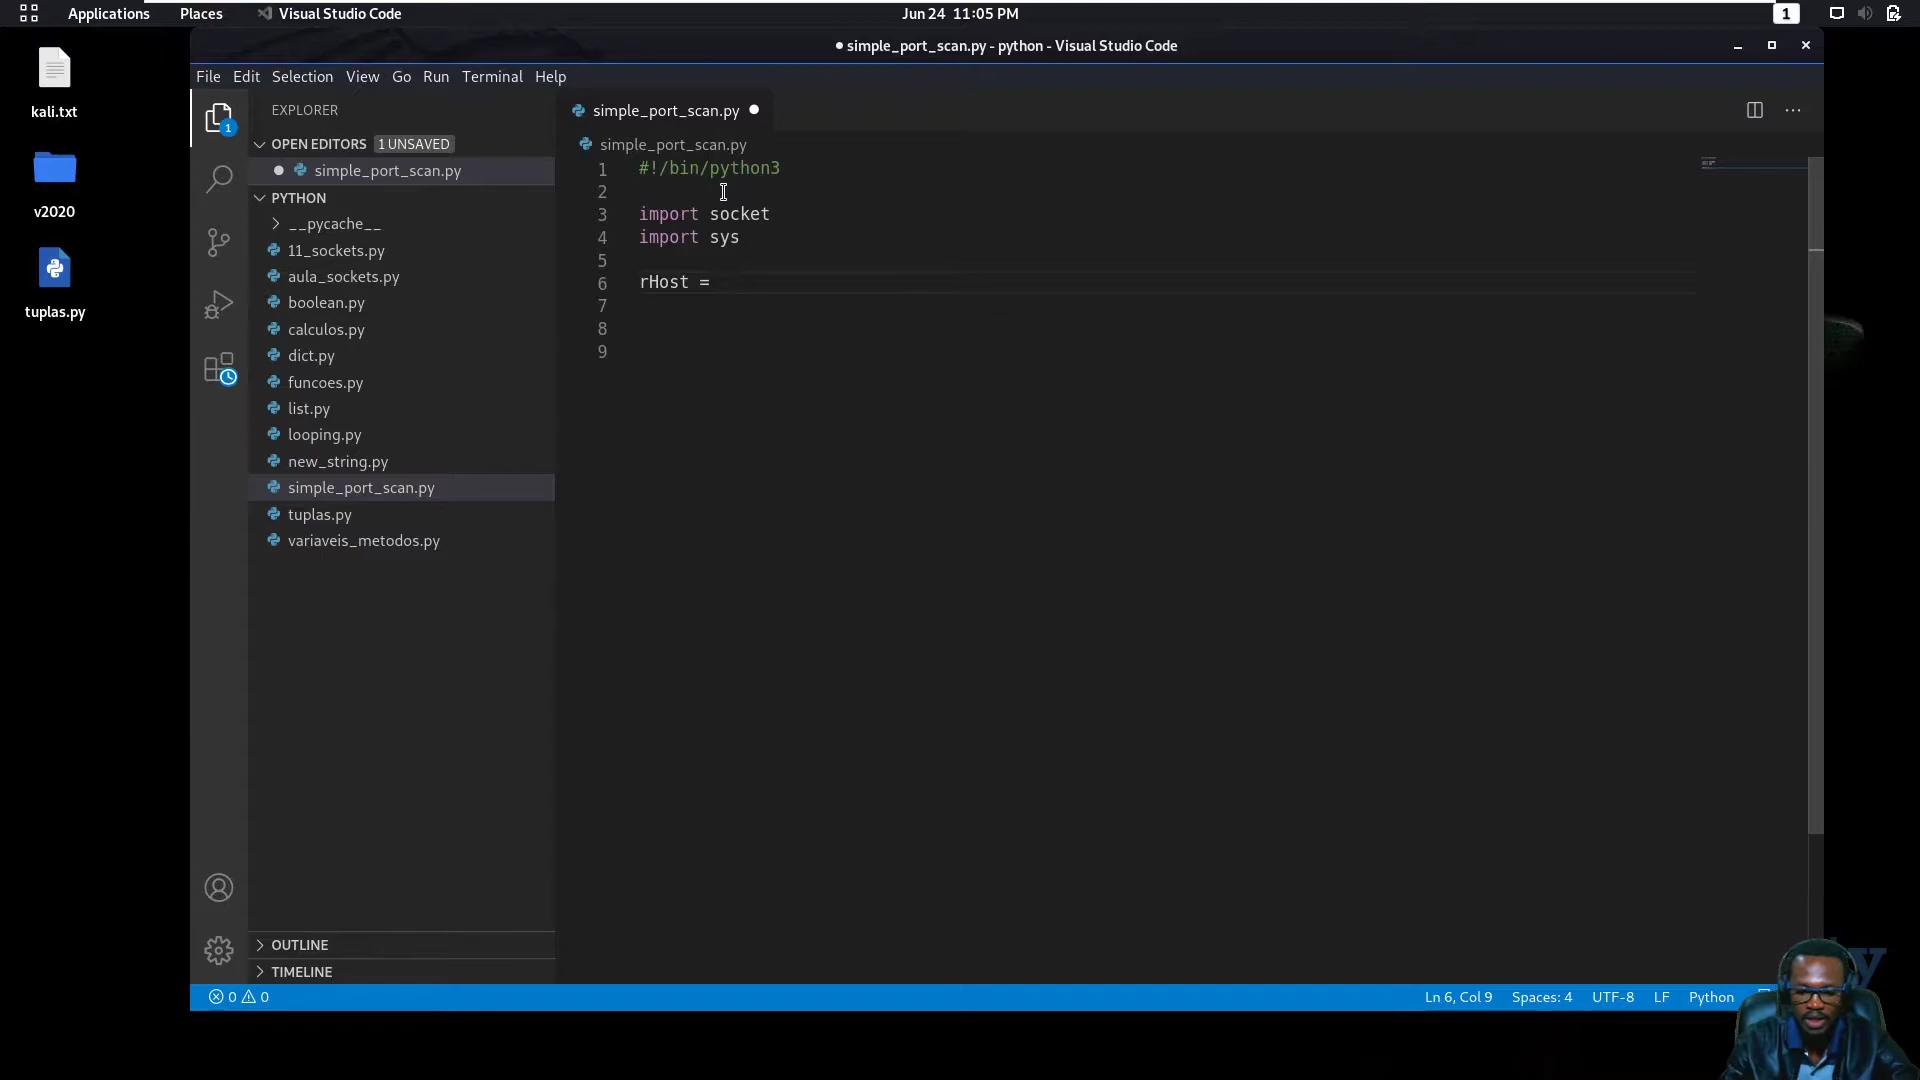 Applications Places Visual Studio Code Jun 24 11:05 PM 1
kali.txt
v2020
tuplas.py
● simple_port_scan.py - python - Visual Studio Code
File Edit Selection View Go Run Terminal Help
EXPLORER
1
OPEN EDITORS 1 UNSAVED
simple_port_scan.py
PYTHON
__pycache__
11_sockets.py
aula_sockets.py
boolean.py
calculos.py
dict.py
funcoes.py
list.py
looping.py
new_string.py
simple_port_scan.py
tuplas.py
variaveis_metodos.py
OUTLINE
TIMELINE
simple_port_scan.py
simple_port_scan.py
1 #!/bin/python3
2
3 import socket
4 import sys
5
6 rHost =
7
8
9
0 0 Ln 6, Col 9 Spaces: 4 UTF-8 LF Python